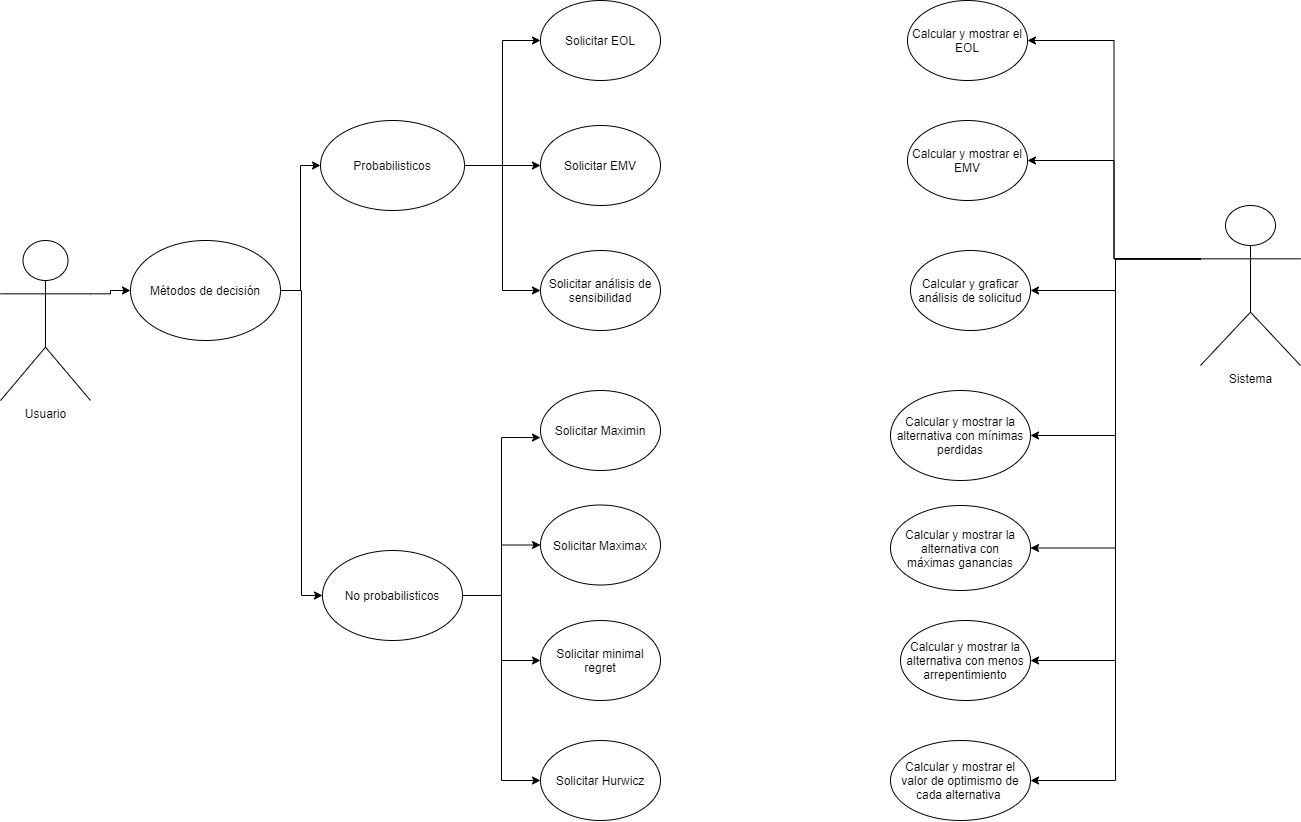 Solicitar EOL
Calcular y mostrar el
EOL
Probabilisticos
Solicitar EMV
Calcular y mostrar el
EMV
Métodos de decisión
Solicitar análisis de
sensibilidad
Calcular y graficar
análisis de solicitud
Usuario
Sistema
Solicitar Maximin
Calcular y mostrar la
alternativa con mínimas
perdidas
Solicitar Maximax
Calcular y mostrar la
alternativa con
máximas ganancias
No probabilisticos
Solicitar minimal
regret
Calcular y mostrar la
alternativa con menos
arrepentimiento
Solicitar Hurwicz
Calcular y mostrar el
valor de optimismo de
cada alternativa